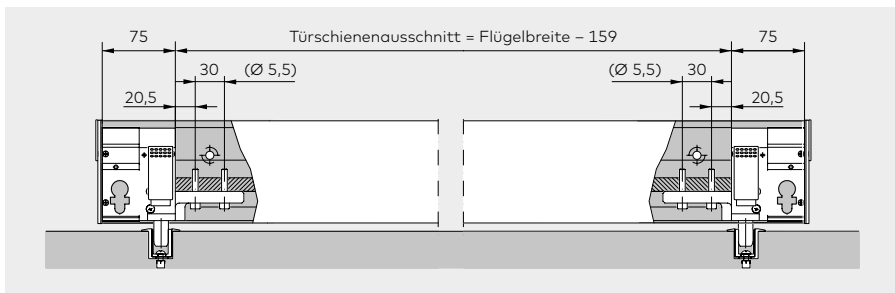 75 Türschienenausschnitt = Flügelbreite – 159 75
30 (Ø 5,5) (Ø 5,5) 30
20,5 20,5